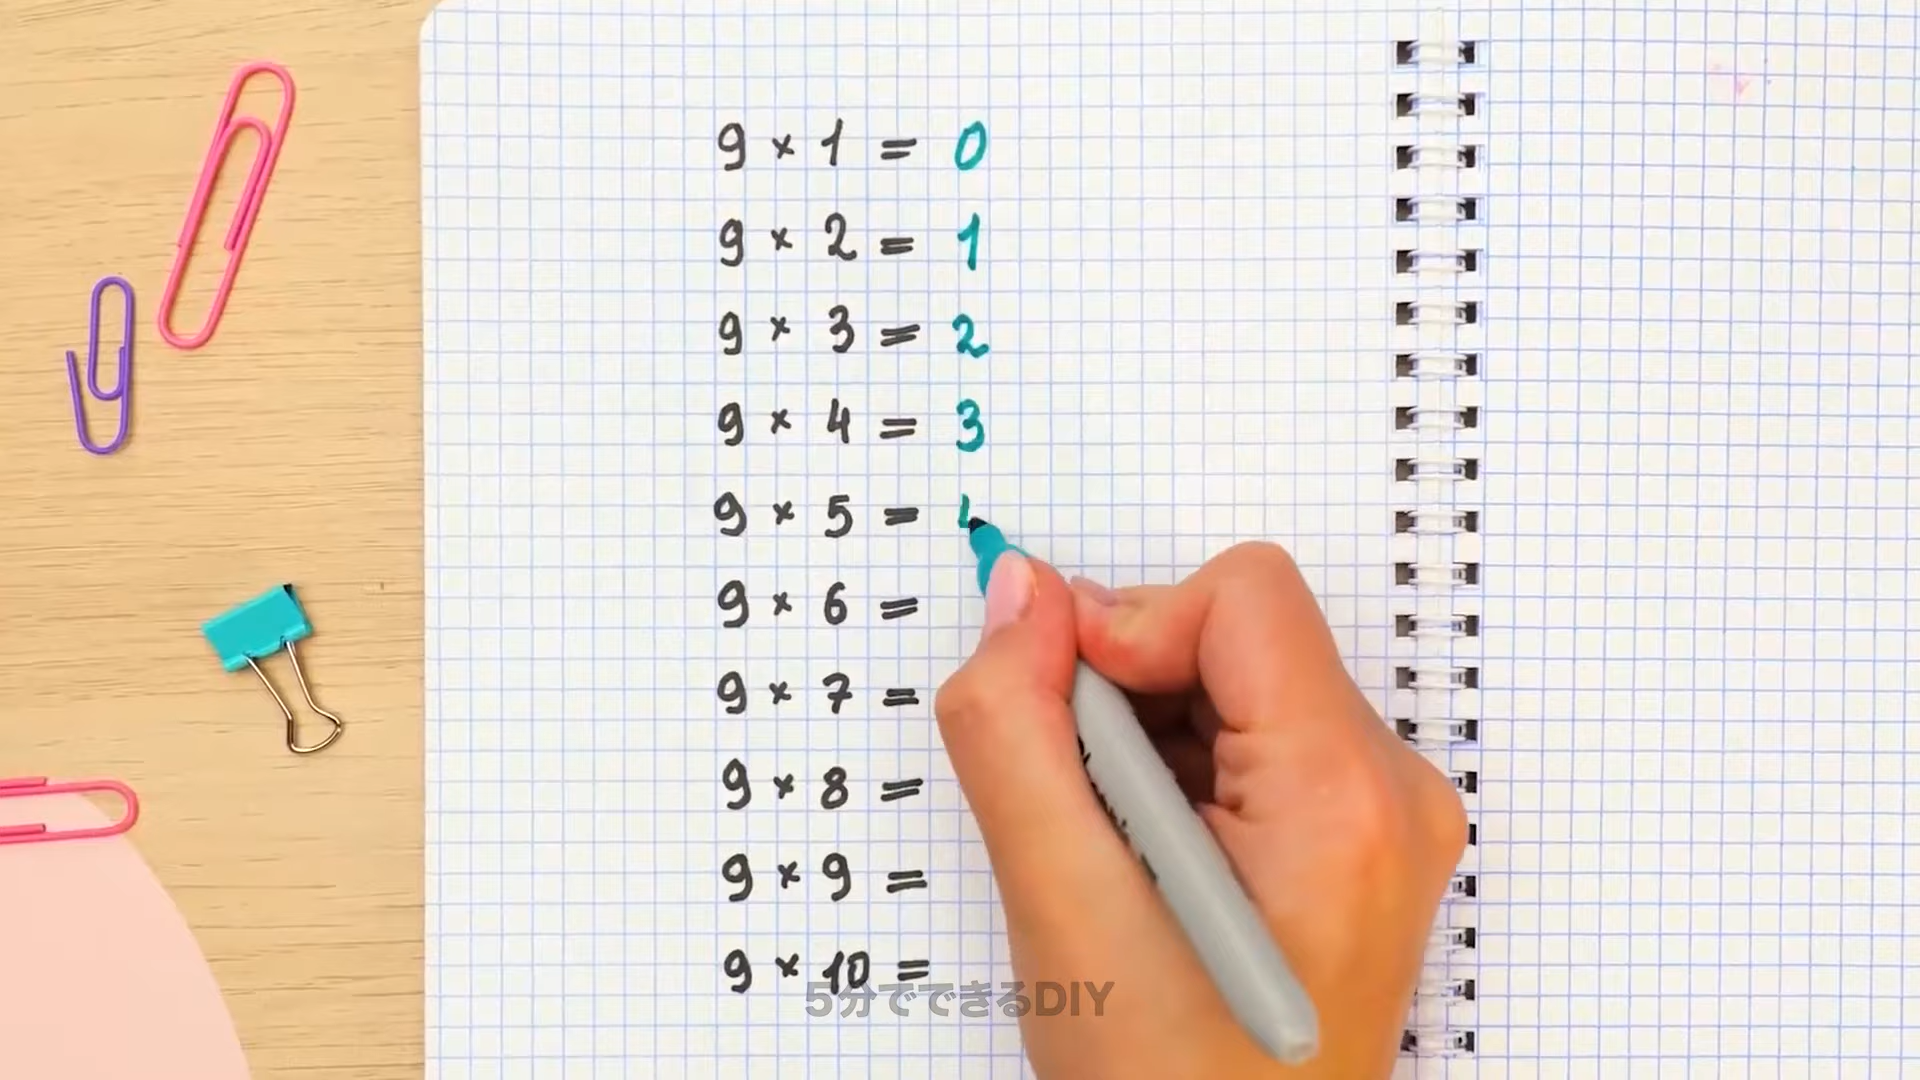 9 × 1 = 0
9 × 2 = 1
9 × 3 = 2
9 × 4 = 3
9 × 5 =
9 × 6 =
9 × 7 =
9 × 8 =
9 × 9 =
9 × 10 =
5分でできるDIY